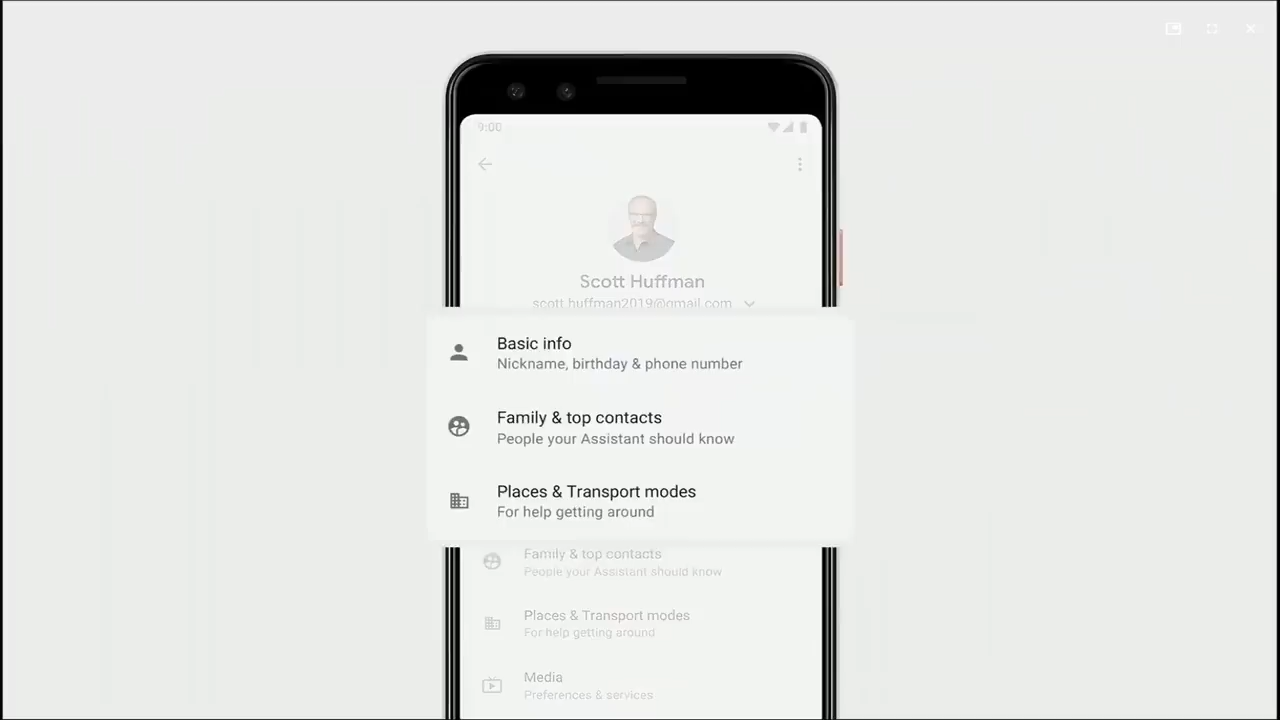 9:00
Scott Huffman
scott.huffman2019@gmail.com
Basic info
Nickname, birthday & phone number
Family & top contacts
People your Assistant should know
Places & Transport modes
For help getting around
Family & top contacts
People your Assistant should know
Places & Transport modes
For help getting around
Media
Preferences & services